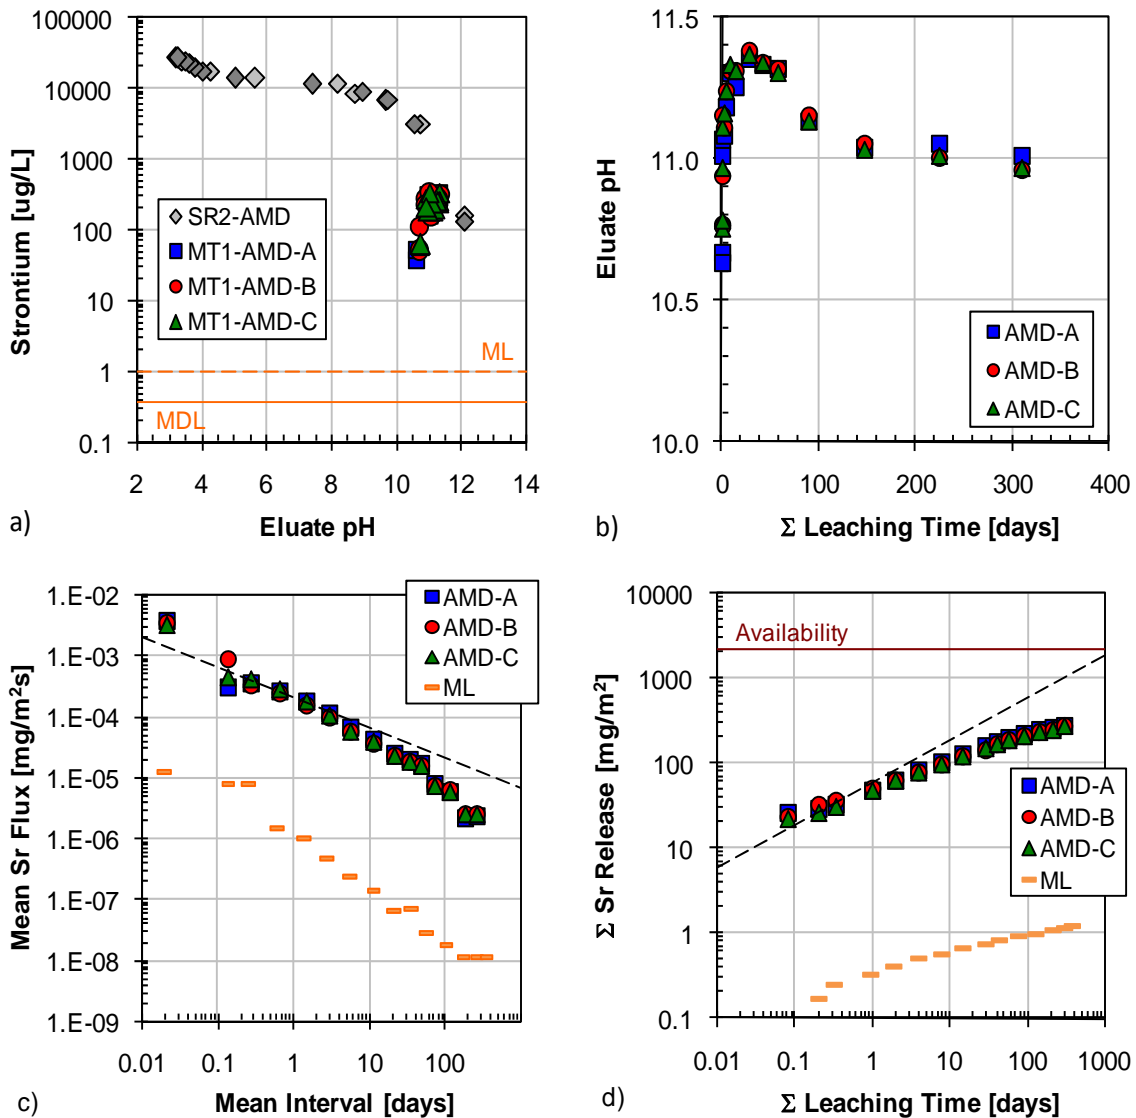 100000
10000
1000
100
10
1
0.1
Strontium [ug/L]
SR2-AMD
MT1-AMD-A
MT1-AMD-B
MT1-AMD-C
ML
MDL
2 4 6 8 10 12 14
Eluate pH
a)
11.5
11.0
10.5
10.0
Eluate pH
AMD-A
AMD-B
AMD-C
0 100 200 300 400
Σ Leaching Time [days]
b)
1.E-02
1.E-03
1.E-04
1.E-05
1.E-06
1.E-07
1.E-08
1.E-09
Mean Sr Flux [mg/m²s]
AMD-A
AMD-B
AMD-C
ML
0.01 0.1 1 10 100
Mean Interval [days]
c)
10000
1000
100
10
1
0.1
Σ Sr Release [mg/m²]
Availability
AMD-A
AMD-B
AMD-C
ML
0.01 0.1 1 10 100 1000
Σ Leaching Time [days]
d)